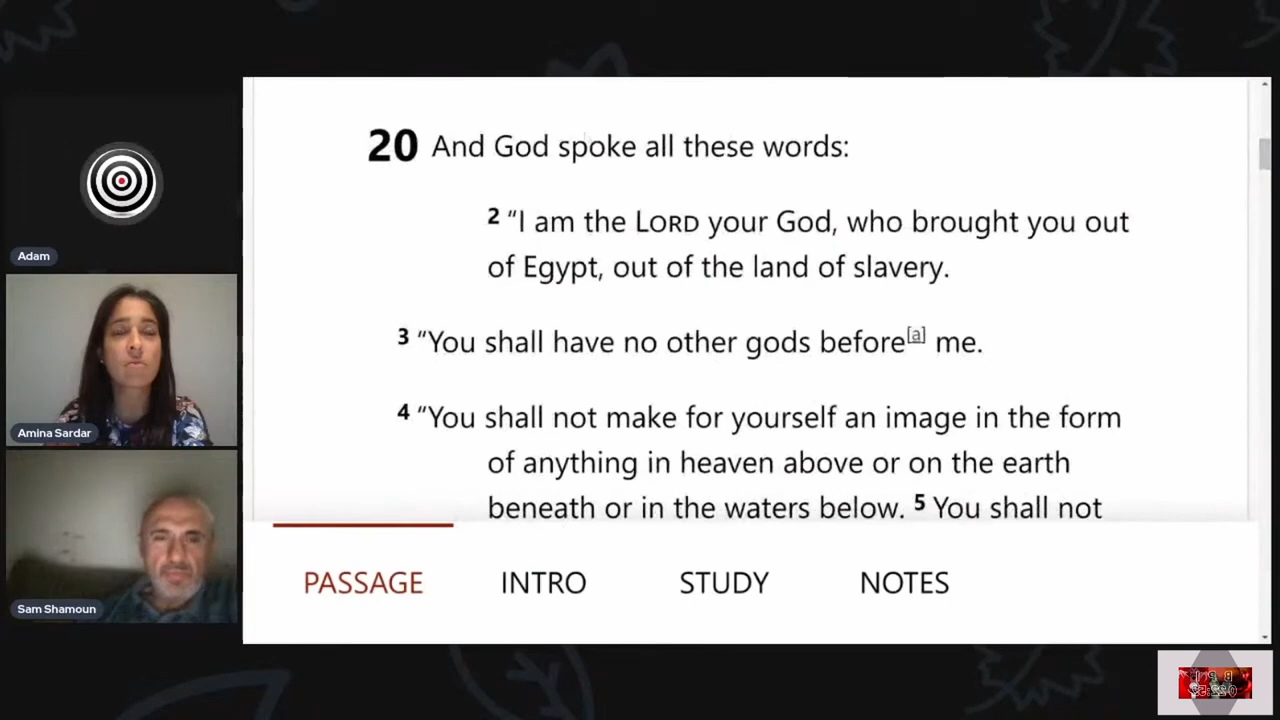 20 And God spoke all these words:
2 “I am the LORD your God, who brought you out
of Egypt, out of the land of slavery.
3 “You shall have no other gods before[a] me.
4 “You shall not make for yourself an image in the form
of anything in heaven above or on the earth
beneath or in the waters below. 5 You shall not
PASSAGE INTRO STUDY NOTES
Adam
Amina Sardar
Sam Shamoun